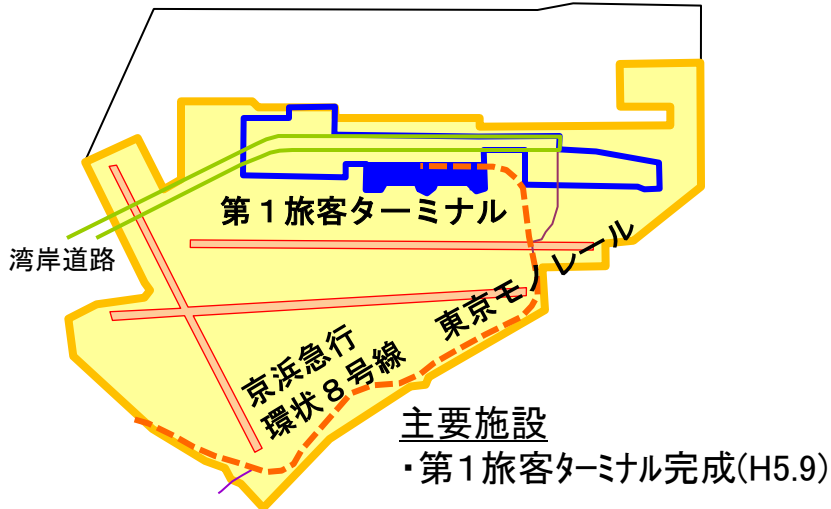 第１旅客ターミナル
湾岸道路
東京モノレール
京浜急行
環状８号線
主要施設
・第１旅客ターミナル完成(H5.9)